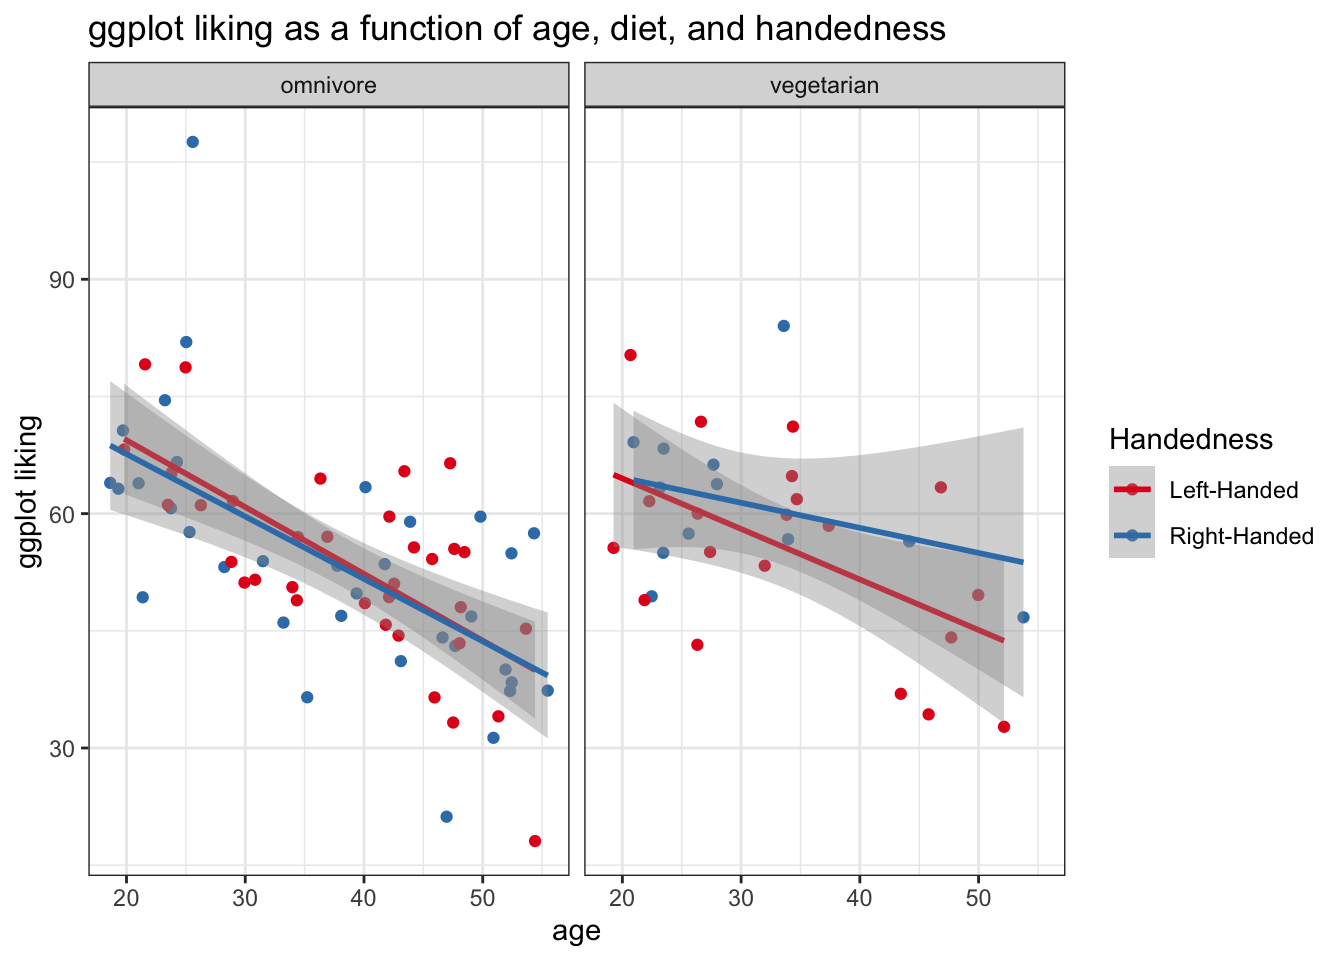 ggplot liking as a function of age, diet, and handedness
omnivore
vegetarian
90
60
30
ggplot liking
20 30 40 50
20 30 40 50
age
Handedness
Left-Handed
Right-Handed